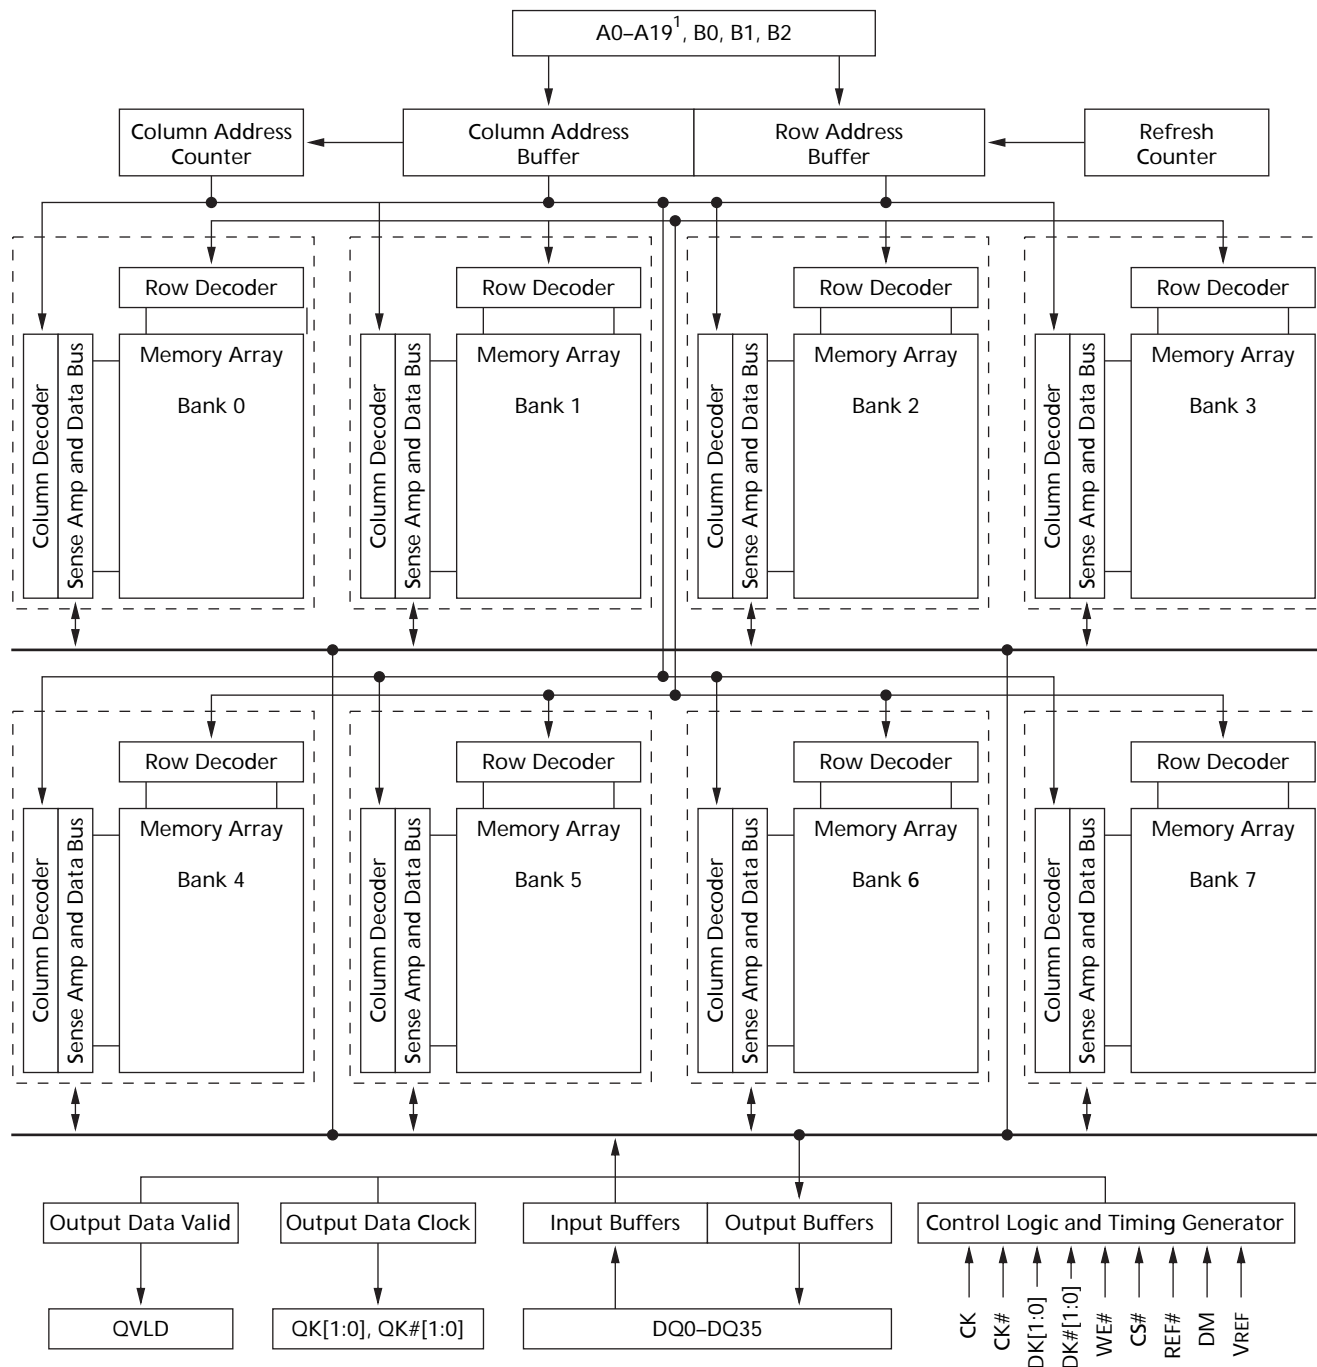 A0–A19¹, B0, B1, B2
Column Address
Counter
Column Address
Buffer
Row Address
Buffer
Refresh
Counter
Row Decoder
Row Decoder
Row Decoder
Row Decoder
Column Decoder
Sense Amp and Data Bus
Memory Array
Bank 0
Column Decoder
Sense Amp and Data Bus
Memory Array
Bank 1
Column Decoder
Sense Amp and Data Bus
Memory Array
Bank 2
Column Decoder
Sense Amp and Data Bus
Memory Array
Bank 3
Row Decoder
Row Decoder
Row Decoder
Row Decoder
Column Decoder
Sense Amp and Data Bus
Memory Array
Bank 4
Column Decoder
Sense Amp and Data Bus
Memory Array
Bank 5
Column Decoder
Sense Amp and Data Bus
Memory Array
Bank 6
Column Decoder
Sense Amp and Data Bus
Memory Array
Bank 7
Output Data Valid
Output Data Clock
Input Buffers
Output Buffers
Control Logic and Timing Generator
QVLD
QK[1:0], QK#[1:0]
DQ0–DQ35
CK
CK#
DK[1:0]
DK#[1:0]
WE#
CS#
REF#
DM
VREF